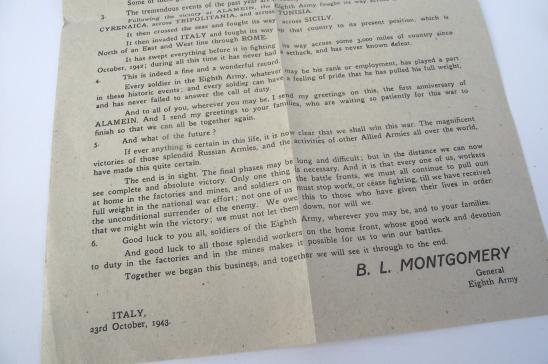 Some of
3. The tremendous events of the past year are
Following the victory of ALAMEIN, the Eighth Army fought its way across
CYRENAICA, across TRIPOLITANIA, and across TUNISIA.
It then crossed the seas and fought its way across SICILY.
It then invaded ITALY and fought its way to that country to its present position, which is
North of an East and West line through ROME.
It has swept everything before it in fighting its way across some 3,000 miles of country since
October, 1942; during all this time it has never had a setback, and has never known defeat.
This is indeed a fine and a wonderful record.
4. Every soldier in the Eighth Army, whatever may be his rank or employment, has played a part
in these historic events; and every soldier can have a feeling of pride that he has pulled his full weight,
and has never failed to answer the call of duty.
And to all of you, wherever you may be, I send my greetings on this, the first anniversary of
ALAMEIN. And I send my greetings to your families, who are waiting so patiently for this war to
finish so that we can all be together again.
5. And what of the future?
If ever anything is certain in this life, it is now clear that we shall win this war. The magnificent
victories of those splendid Russian Armies, and the activities of other Allied Armies all over the world,
have made this quite certain.
The end is in sight. The final phases may be long and difficult; but in the distance we can now
see complete and absolute victory. Only one thing is necessary. And it is that every one of us, workers
at home in the factories and mines, and soldiers on the battle fronts, we must all continue to pull our
full weight in the national war effort; not one of us must stop work, or cease fighting, till we have received
the unconditional surrender of the enemy. We owe this to those who have given their lives in order
that we might win the victory; we must not let them down, nor will we.
6. Good luck to you all, soldiers of the Eighth Army, wherever you may be, and to your families.
And good luck to all those splendid workers on the home front, whose good work and devotion
to duty in the factories and in the mines makes it possible for us to win our battles.
Together we began this business, and together we will see it through to the end.
B. L. MONTGOMERY
General
Eighth Army
ITALY,
23rd October, 1943.